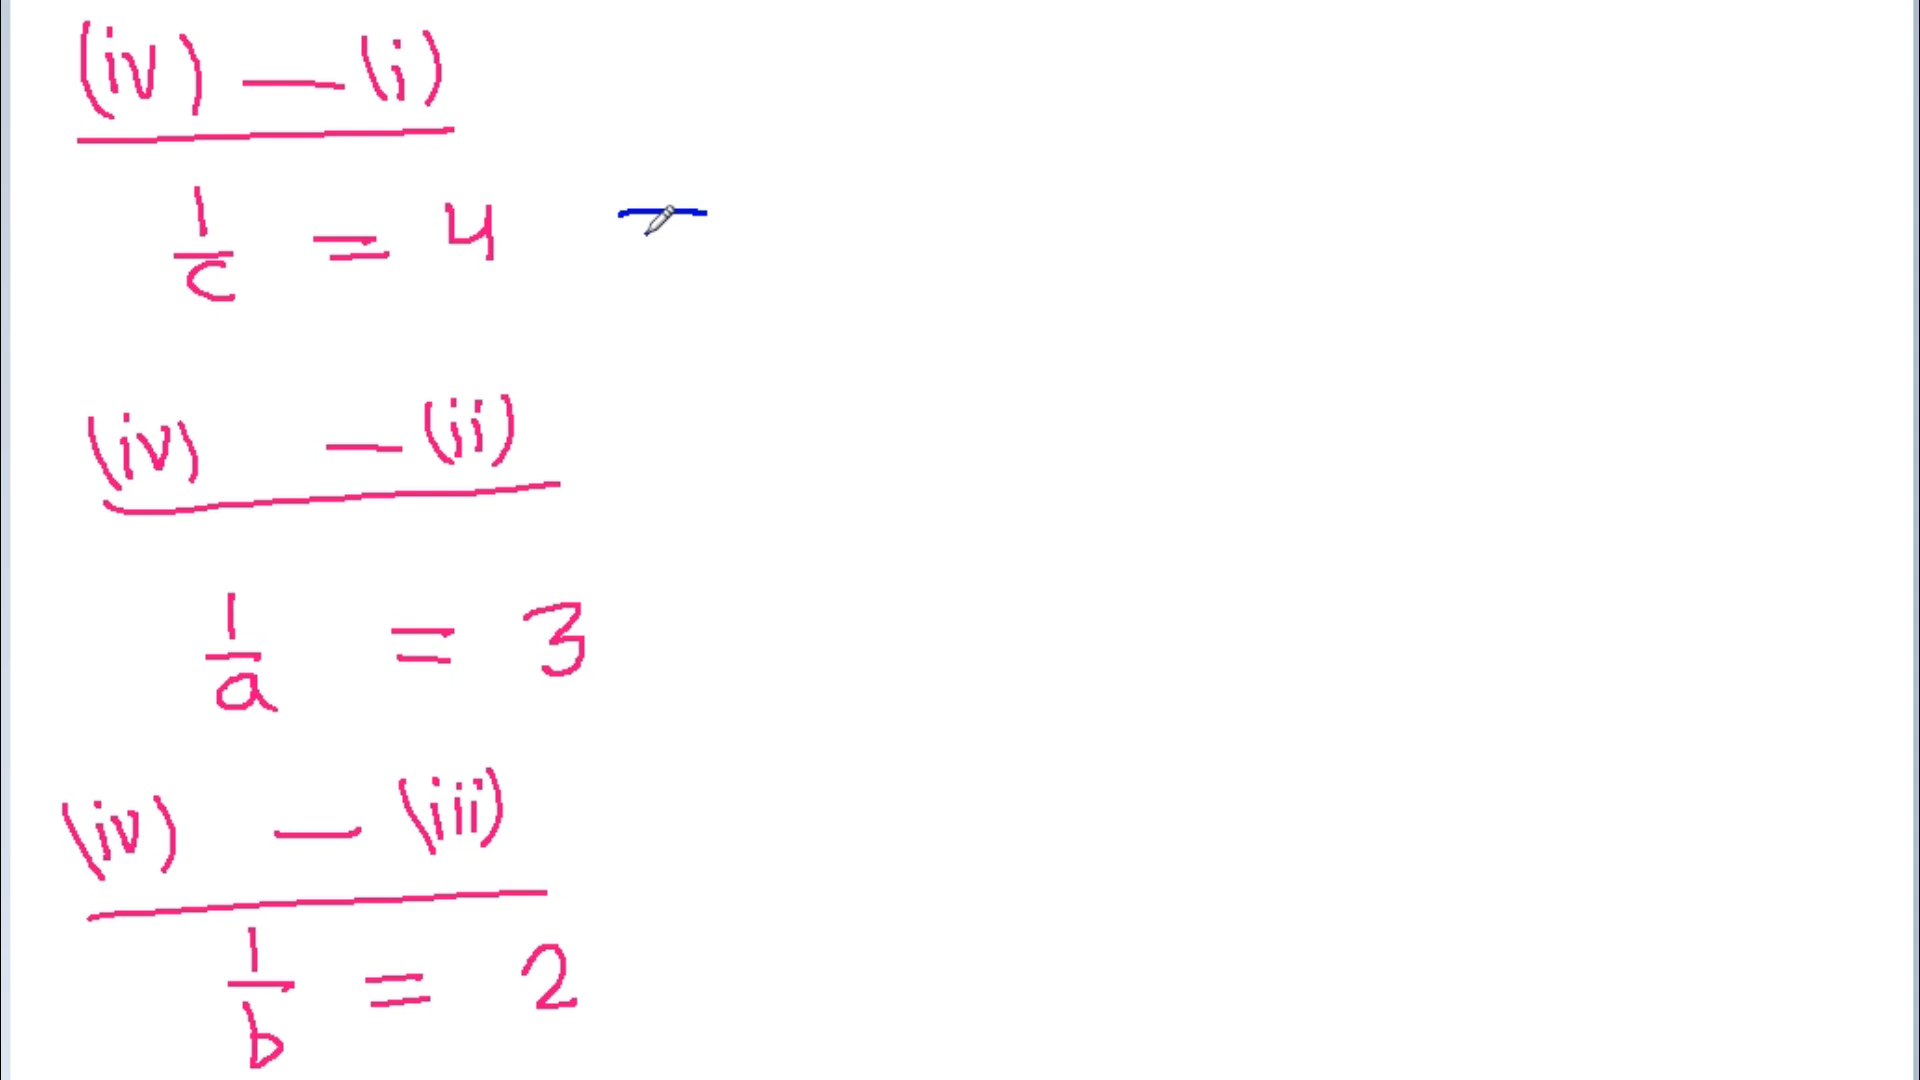 (iv) — (i)
1/c = 4
(iv) — (ii)
1/a = 3
(iv) — (iii)
1/b = 2